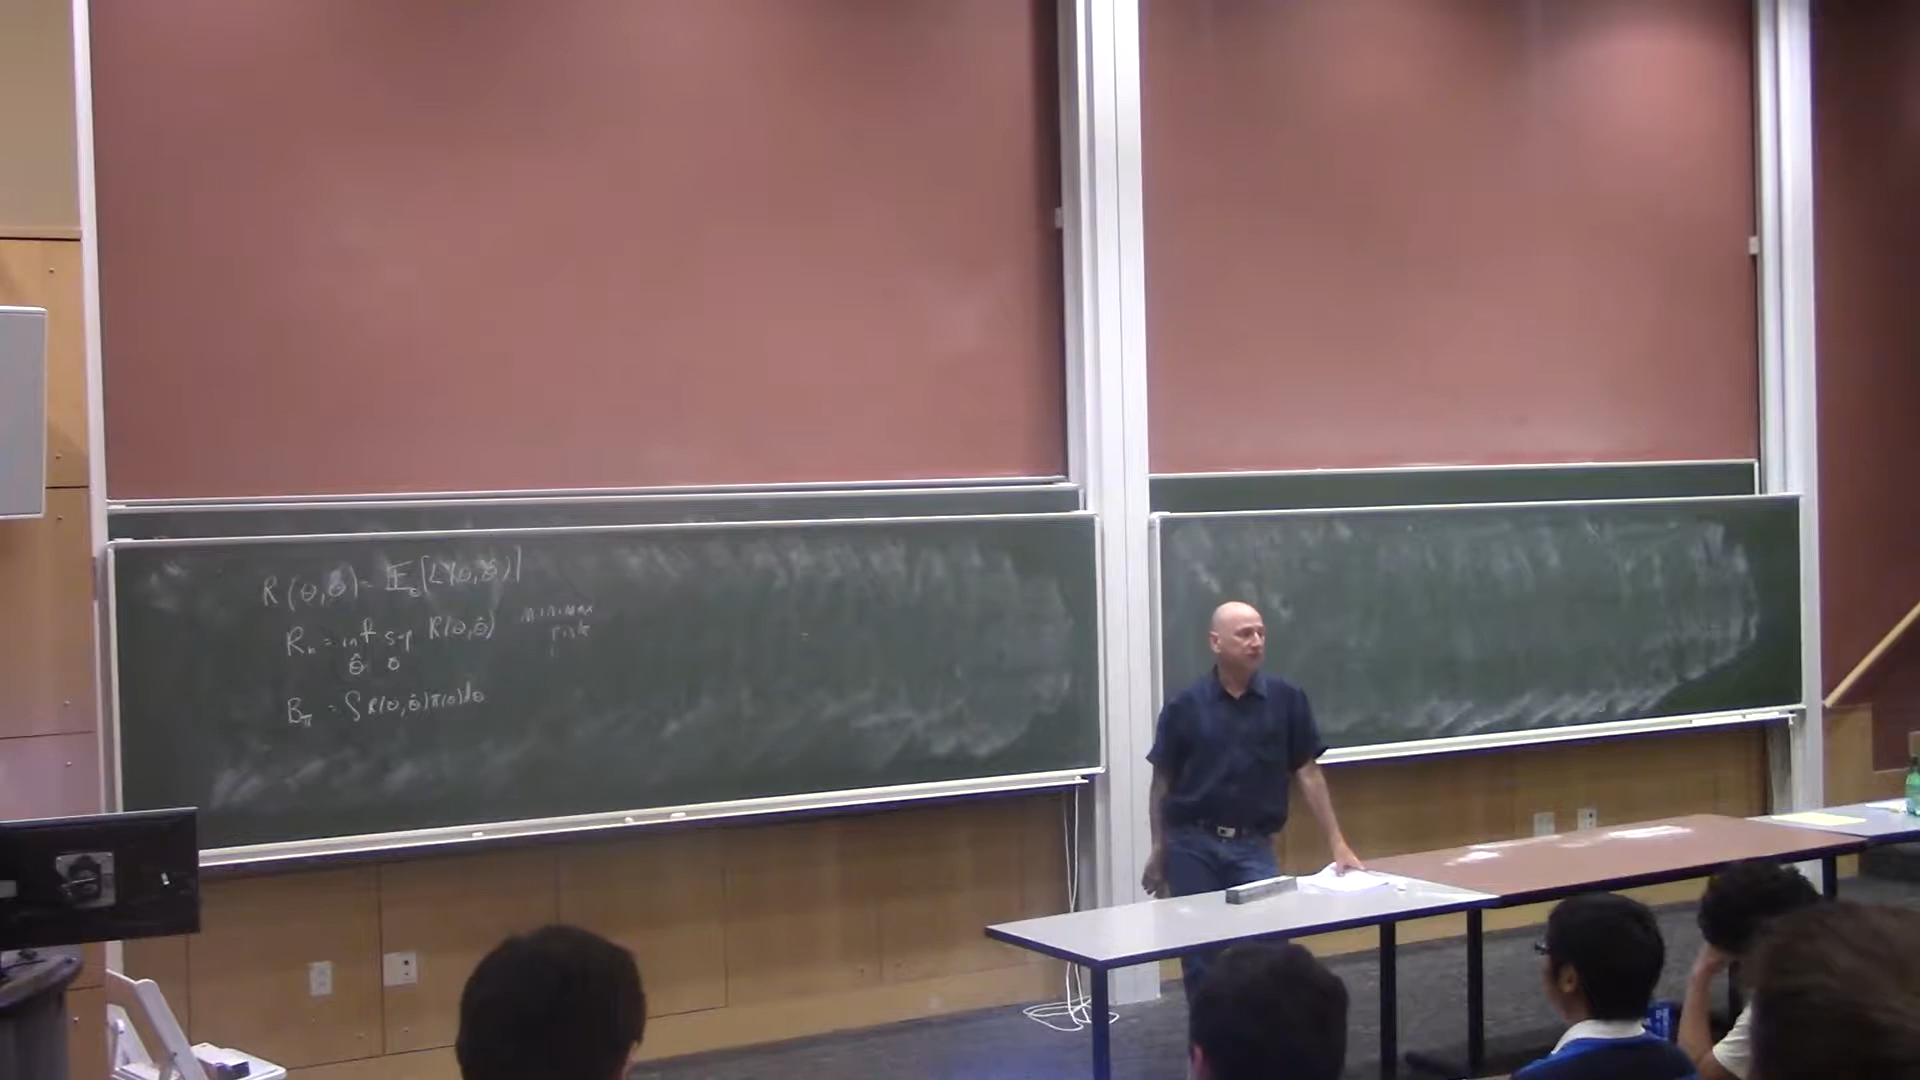 R(θ,θ̂) = 𝔼_θ[L(θ,θ̂)]
R_n = inf sup R(θ,θ̂) MINIMAX
θ̂ θ risk
B_π = ∫R(θ,θ̂)π(θ)dθ